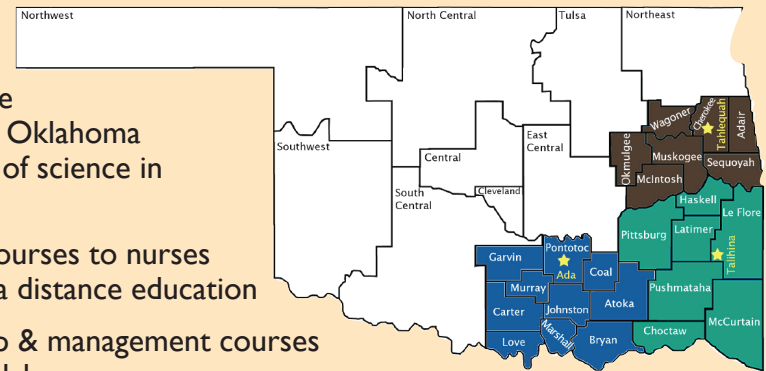 e
Oklahoma
of science in
ourses to nurses
a distance education
o & management courses
Northwest
North Central
Tulsa
Northeast
Southwest
Central
East
Central
South
Central
Cleveland
Wagoner
Cherokee
Tahlequah
Adair
Okmulgee
Muskogee
Sequoyah
McIntosh
Haskell
Le Flore
Pittsburg
Latimer
Talihina
Pushmataha
McCurtain
Choctaw
Pontotoc
Ada
Garvin
Coal
Murray
Atoka
Carter
Johnston
Marshall
Bryan
Love